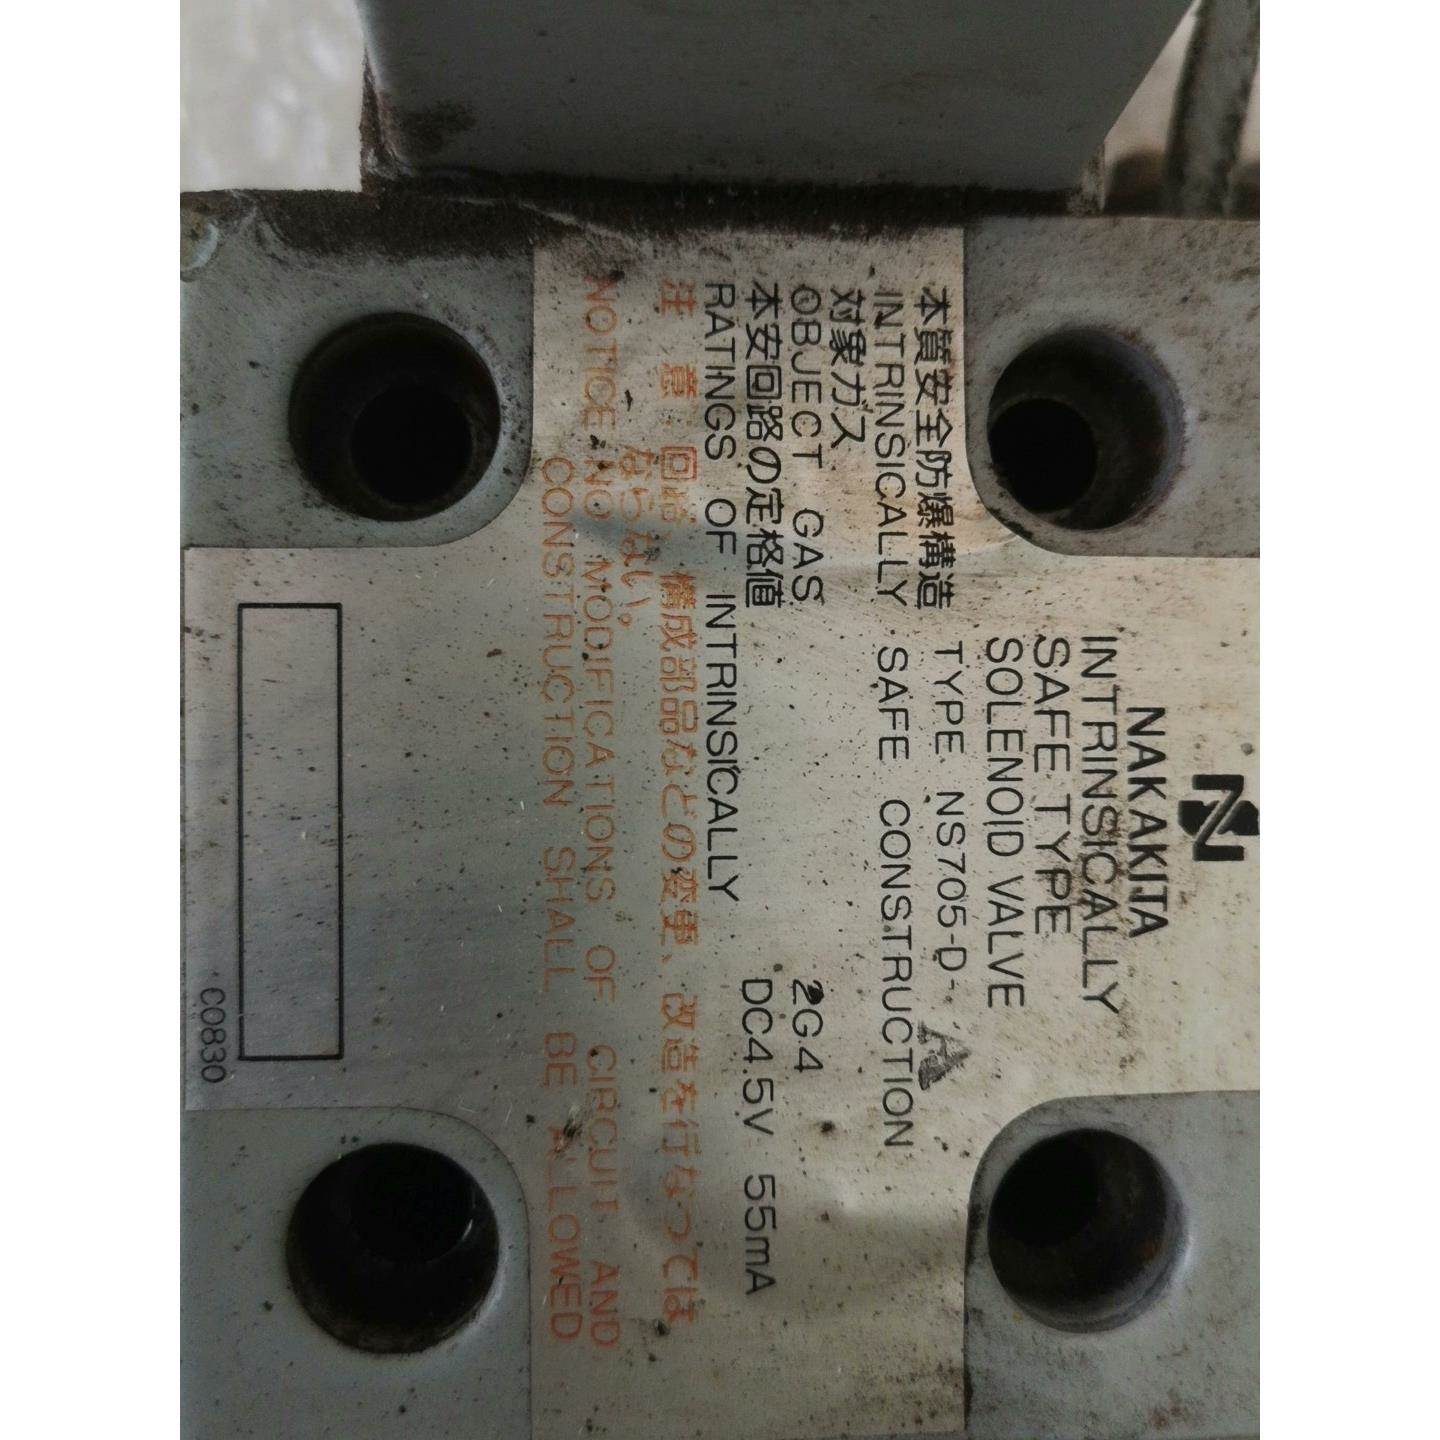 N
NAKAKITA
INTRINSICALLY
SAFE TYPE
SOLENOID VALVE
TYPE NS705-D-A
本質安全防爆構造
INTRINSICALLY SAFE CONSTRUCTION
対象ガス
OBJECT GAS 2G4
本安回路の定格値 DC4.5V 55mA
RATINGS OF INTRINSICALLY
注 意:回路、構成部品などの変更、改造を行なっては
ならない。
NOTICE:NO MODIFICATIONS OF CIRCUIT AND
CONSTRUCTION SHALL BE ALLOWED
C0830